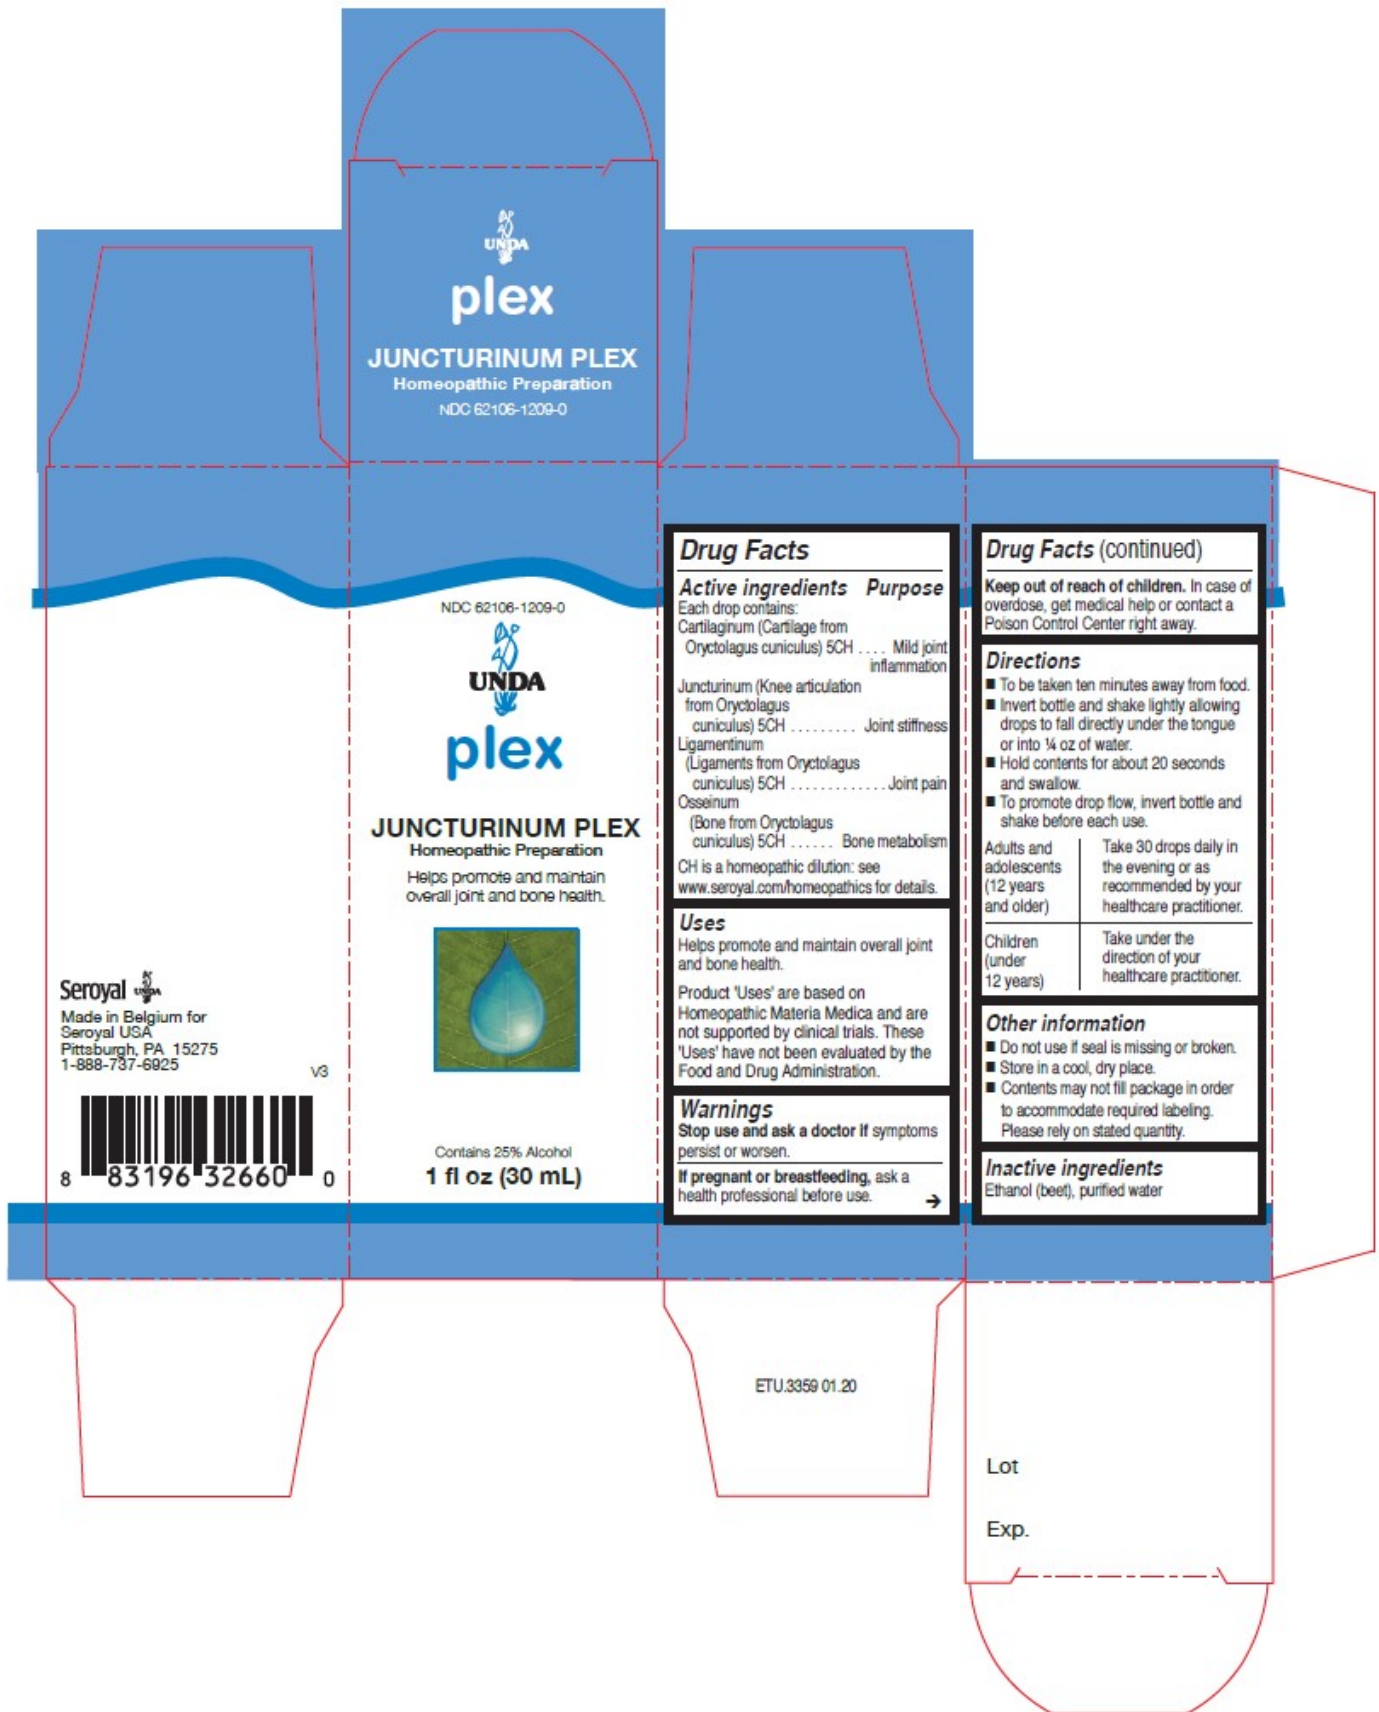 UNDA
plex
JUNCTURINUM PLEX
Homeopathic Preparation
NDC 62106-1209-0
Seroyal UNDA
Made in Belgium for
Seroyal USA
Pittsburgh, PA 15275
1-888-737-6925
V3
8 83196 32660 0
NDC 62106-1209-0
UNDA
plex
JUNCTURINUM PLEX
Homeopathic Preparation
Helps promote and maintain
overall joint and bone health.
Contains 25% Alcohol
1 fl oz (30 mL)
Drug Facts
Active ingredients Purpose
Each drop contains:
Cartilaginum (Cartilage from
Oryctolagus cuniculus) 5CH .... Mild joint
inflammation
Juncturinum (Knee articulation
from Oryctolagus
cuniculus) 5CH ......... Joint stiffness
Ligamentinum
(Ligaments from Oryctolagus
cuniculus) 5CH ............. Joint pain
Osseinum
(Bone from Oryctolagus
cuniculus) 5CH ...... Bone metabolism
CH is a homeopathic dilution: see
www.seroyal.com/homeopathics for details.
Uses
Helps promote and maintain overall joint
and bone health.
Product 'Uses' are based on
Homeopathic Materia Medica and are
not supported by clinical trials. These
'Uses' have not been evaluated by the
Food and Drug Administration.
Warnings
Stop use and ask a doctor if symptoms
persist or worsen.
If pregnant or breastfeeding, ask a
health professional before use. →
Drug Facts (continued)
Keep out of reach of children. In case of
overdose, get medical help or contact a
Poison Control Center right away.
Directions
■ To be taken ten minutes away from food.
■ Invert bottle and shake lightly allowing
drops to fall directly under the tongue
or into ¼ oz of water.
■ Hold contents for about 20 seconds
and swallow.
■ To promote drop flow, invert bottle and
shake before each use.
Adults and
adolescents
(12 years
and older)
Take 30 drops daily in
the evening or as
recommended by your
healthcare practitioner.
Children
(under
12 years)
Take under the
direction of your
healthcare practitioner.
Other information
■ Do not use if seal is missing or broken.
■ Store in a cool, dry place.
■ Contents may not fill package in order
to accommodate required labeling.
Please rely on stated quantity.
Inactive ingredients
Ethanol (beet), purified water
ETU.3359 01.20
Lot
Exp.